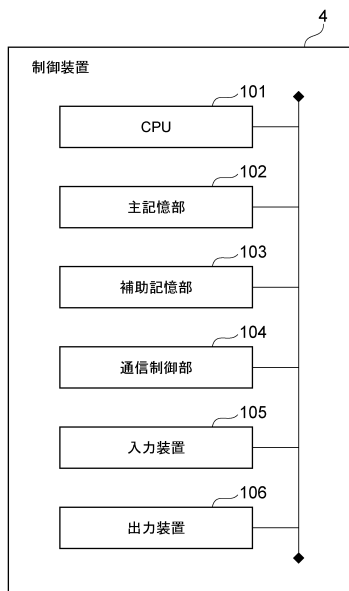 4
制御装置
101
CPU
102
主記憶部
103
補助記憶部
104
通信制御部
105
入力装置
106
出力装置